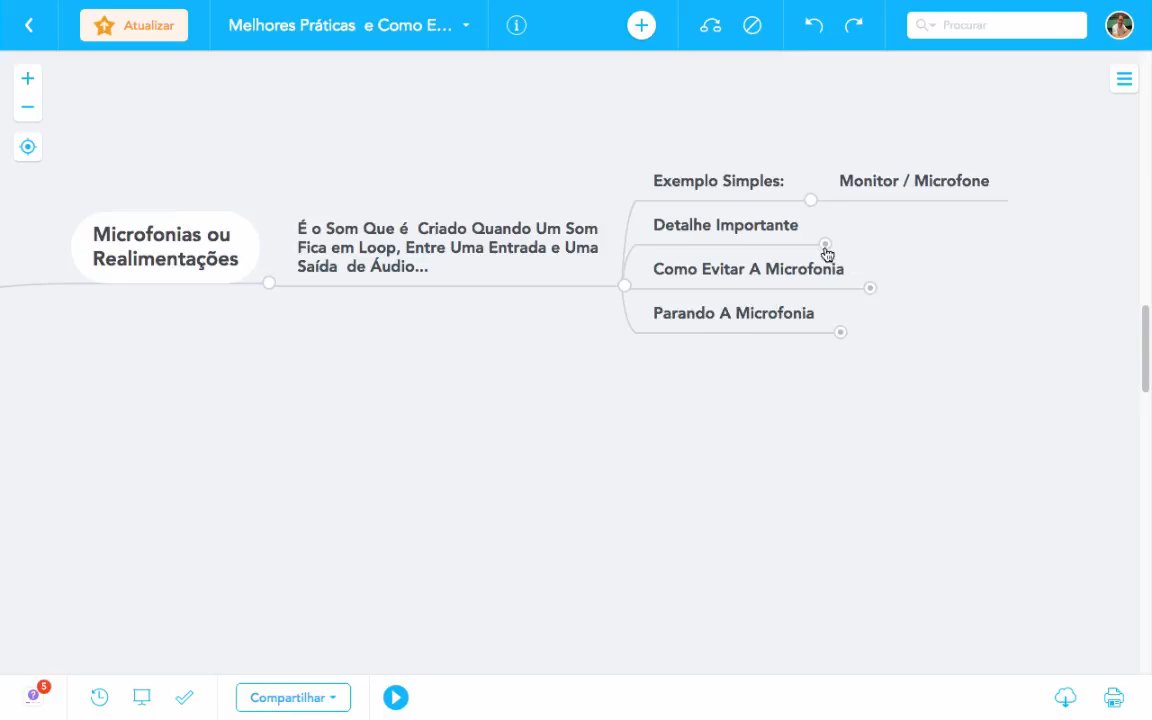 Atualizar
Melhores Práticas e Como E...
Procurar
Exemplo Simples:
Monitor / Microfone
Detalhe Importante
Como Evitar A Microfonia
Parando A Microfonia
Microfonias ou
Realimentações
É o Som Que é Criado Quando Um Som
Fica em Loop, Entre Uma Entrada e Uma
Saída de Áudio...
5
Compartilhar